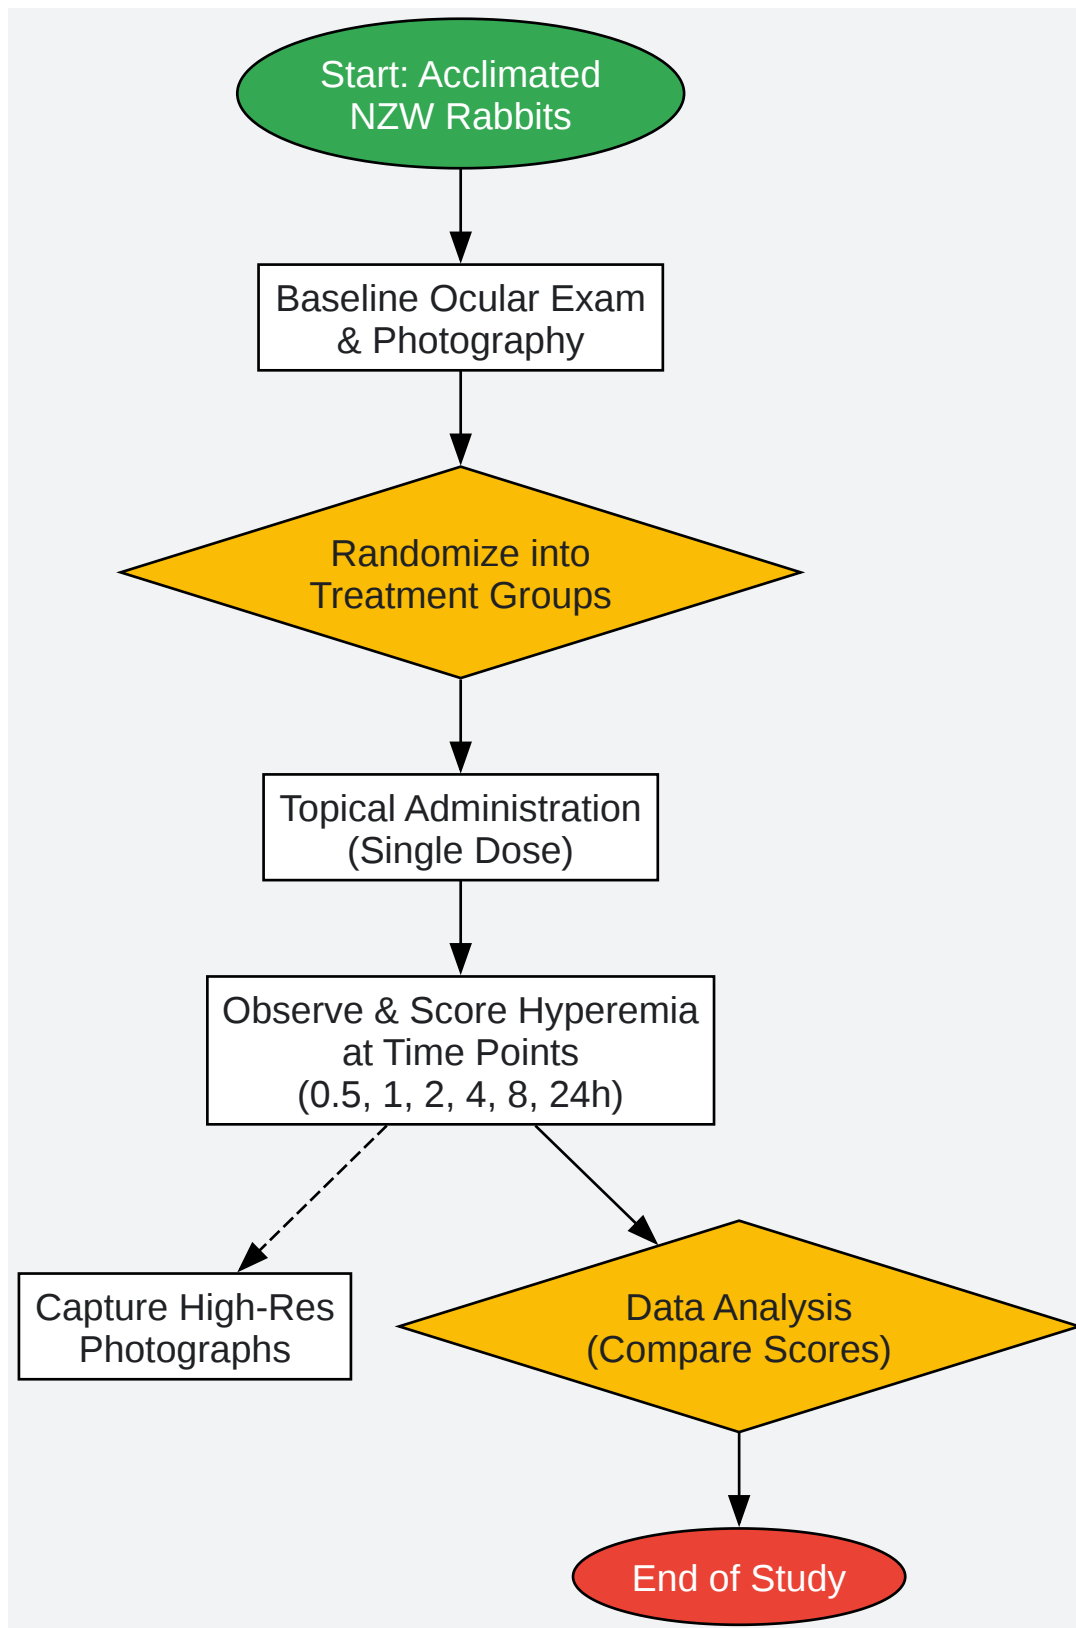 Start: Acclimated
NZW Rabbits
Baseline Ocular Exam
& Photography
Randomize into
Treatment Groups
Topical Administration
(Single Dose)
Observe & Score Hyperemia
at Time Points
(0.5, 1, 2, 4, 8, 24h)
Capture High-Res
Photographs
Data Analysis
(Compare Scores)
End of Study